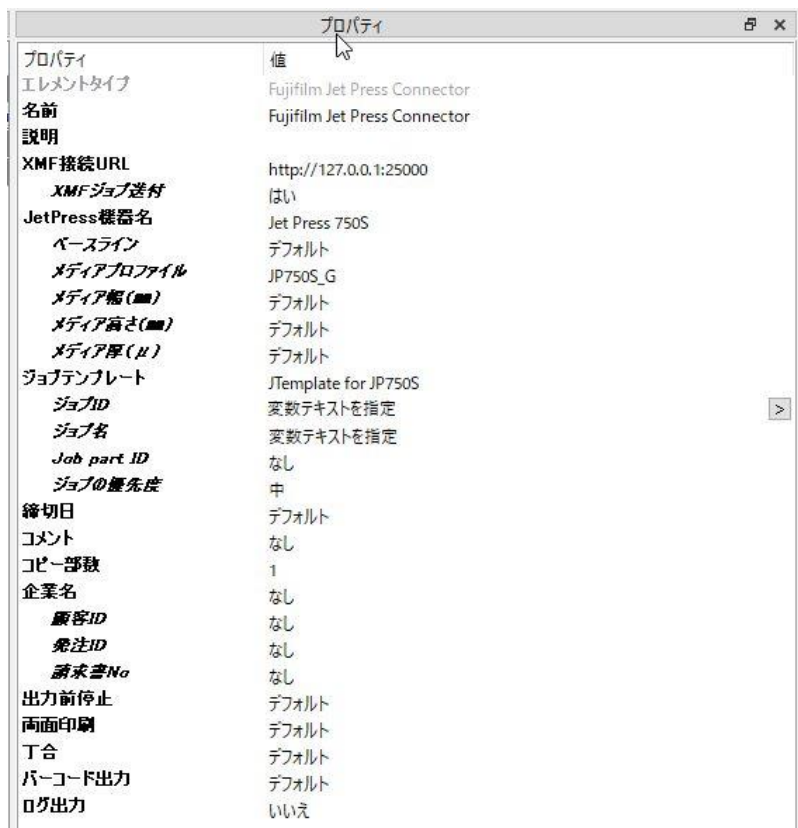 プロパティ
プロパティ 値
エレメントタイプ Fujifilm Jet Press Connector
名前 Fujifilm Jet Press Connector
説明
XMF接続URL http://127.0.0.1:25000
XMFジョブ送付 はい
JetPress機器名 Jet Press 750S
ベースライン デフォルト
メディアプロファイル JP750S_G
メディア幅(㎜) デフォルト
メディア高さ(㎜) デフォルト
メディア厚(μ) デフォルト
ジョブテンプレート JTemplate for JP750S
ジョブID 変数テキストを指定 >
ジョブ名 変数テキストを指定
Job part ID なし
ジョブの優先度 中
締切日 デフォルト
コメント なし
コピー部数 1
企業名 なし
顧客ID なし
発注ID なし
請求書No なし
出力前停止 デフォルト
両面印刷 デフォルト
丁合 デフォルト
バーコード出力 デフォルト
ログ出力 いいえ